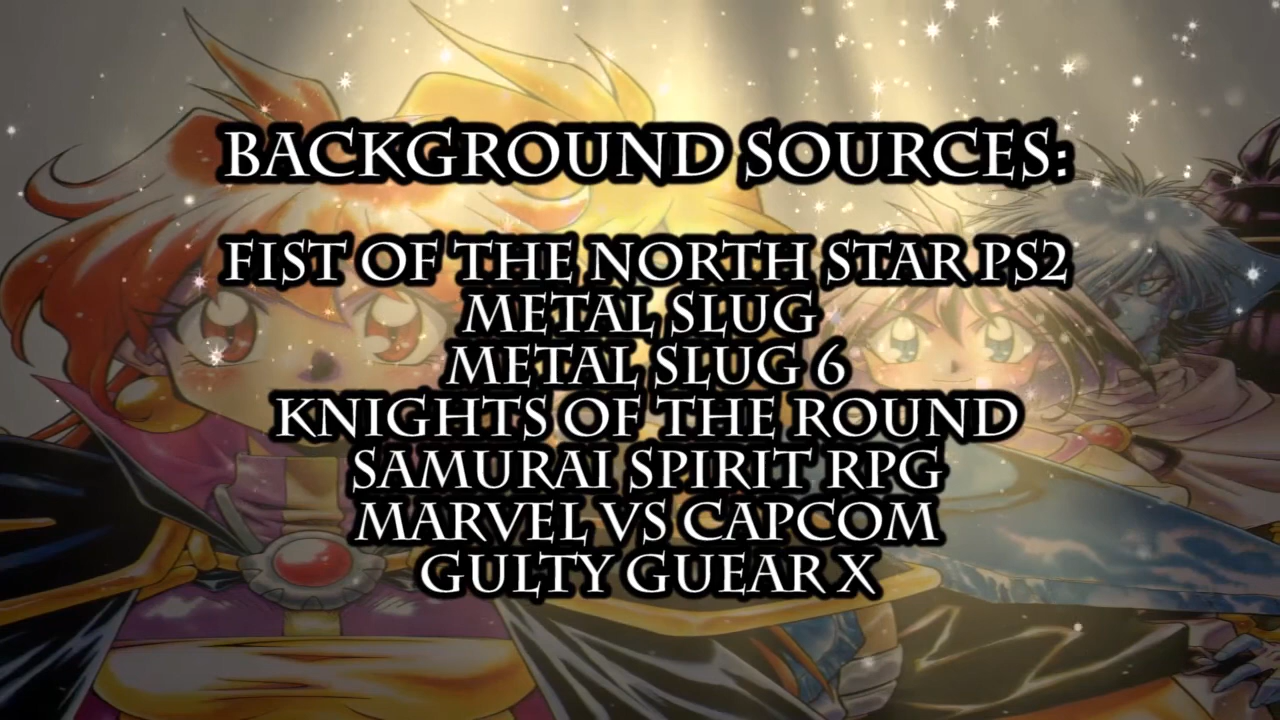 BACKGROUND SOURCES:
FIST OF THE NORTH STAR PS2
METAL SLUG
METAL SLUG 6
KNIGHTS OF THE ROUND
SAMURAI SPIRIT RPG
MARVEL VS CAPCOM
GULTY GUEAR X